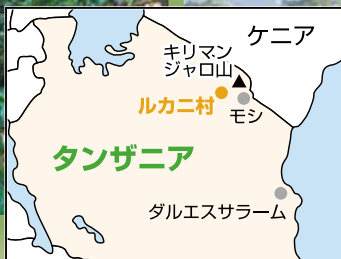 ケニア
キリマン
ジャロ山
ルカニ村
モシ
タンザニア
ダルエスサラーム